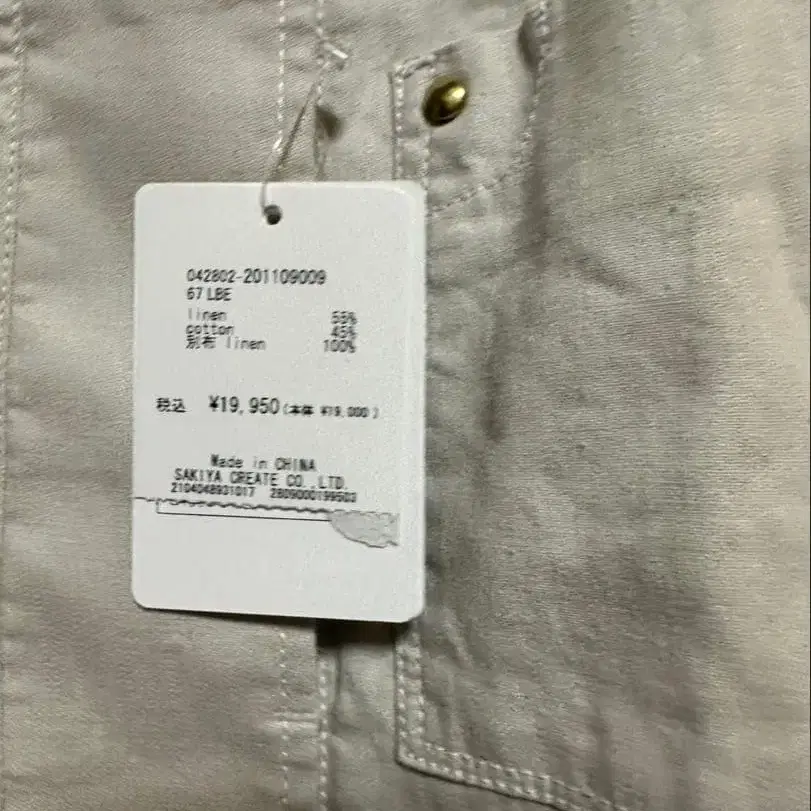 042802-201109009
67 LBE
linen 55%
cotton 45%
別布 linen 100%
税込 ¥19,950(本体 ¥19,000)
Made in CHINA
SAKIYA CREATE CO.,LTD.
2104048931017 2809000199503